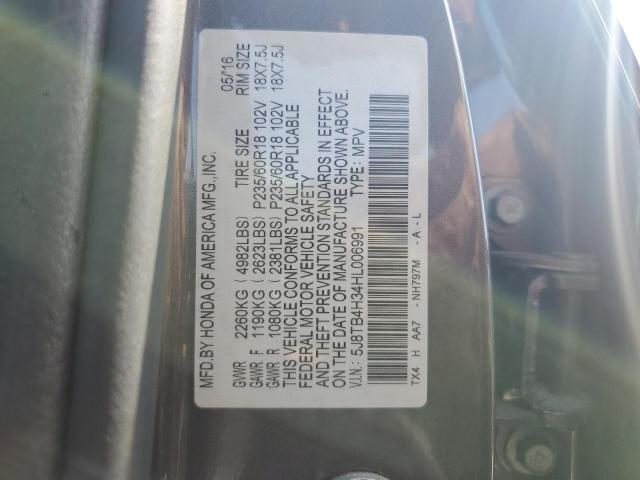 MFD.BY HONDA OF AMERICA MFG.,INC. 05/16
GVWR 2260KG ( 4982LBS) TIRE SIZE RIM SIZE
GAWR F 1190KG ( 2623LBS) P235/60R18 102V 18X7.5J
GAWR R 1080KG ( 2381LBS) P235/60R18 102V 18X7.5J
THIS VEHICLE CONFORMS TO ALL APPLICABLE
FEDERAL MOTOR VEHICLE SAFETY
AND THEFT PREVENTION STANDARDS IN EFFECT
ON THE DATE OF MANUFACTURE SHOWN ABOVE.
V.I.N.: 5J8TB4H34HL006991 TYPE: MPV
TX4 H AA7 - NH797M - A - L